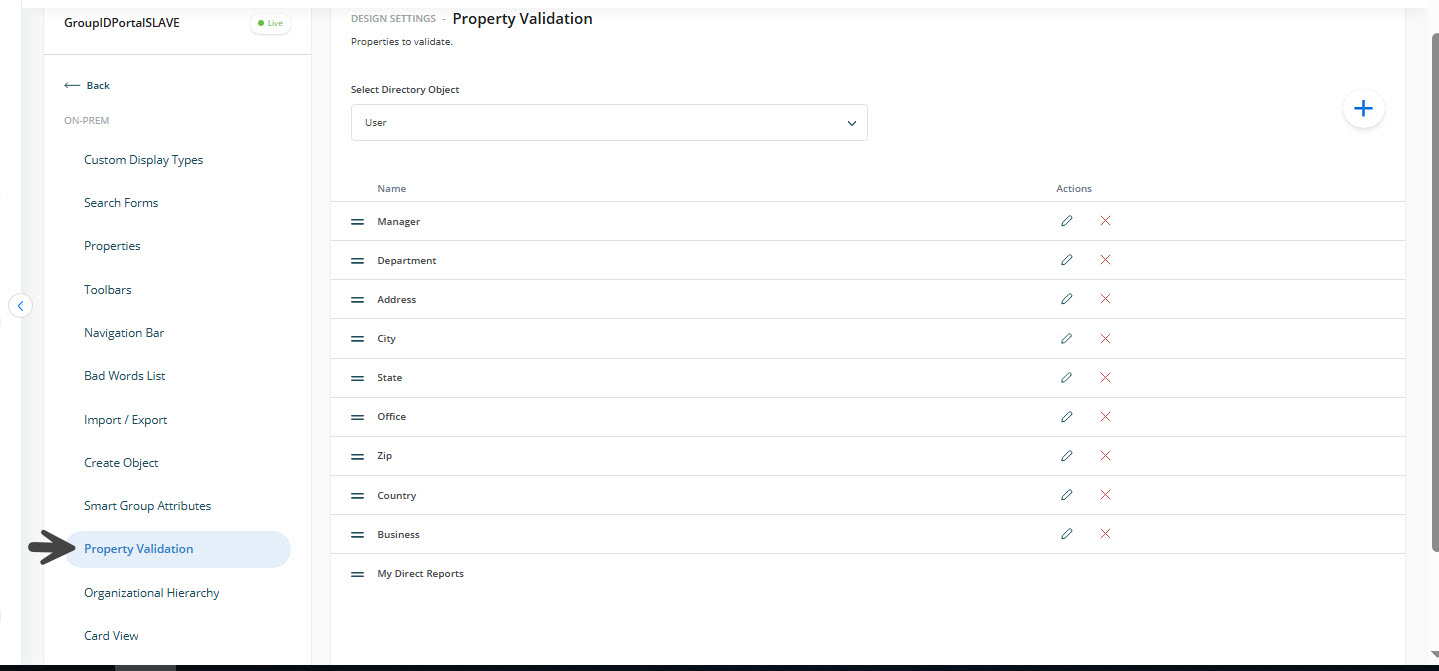 GroupIDPortalSLAVE
Live
Back
ON-PREM
Custom Display Types
Search Forms
Properties
Toolbars
Navigation Bar
Bad Words List
Import / Export
Create Object
Smart Group Attributes
Property Validation
Organizational Hierarchy
Card View
DESIGN SETTINGS - Property Validation
Properties to validate.
Select Directory Object
User
Name Actions
Manager
Department
Address
City
State
Office
Zip
Country
Business
My Direct Reports